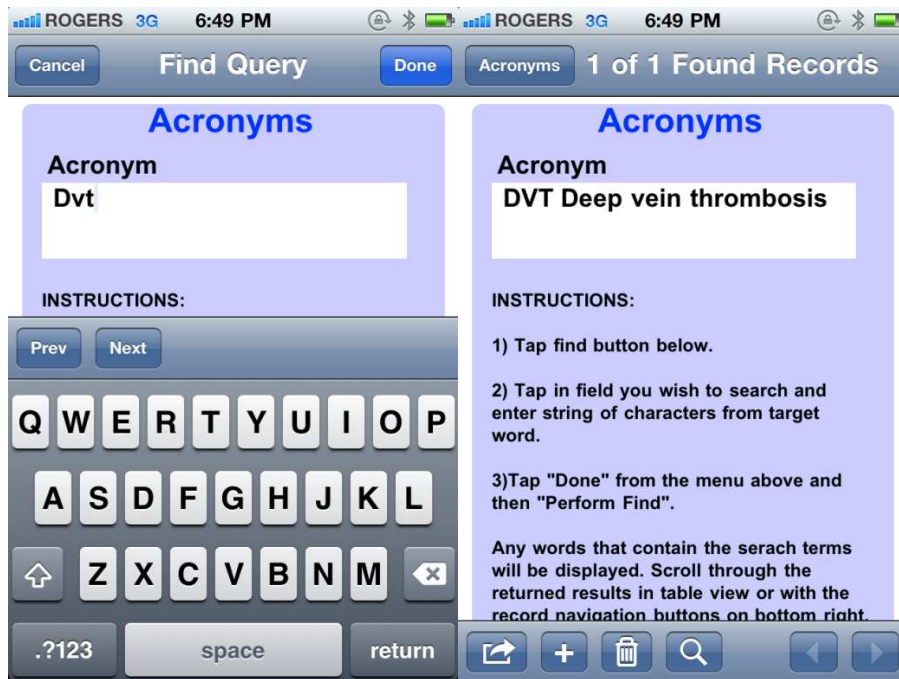 ROGERS 3G 6:49 PM
Cancel Find Query Done
Acronyms
Acronym
Dvt
INSTRUCTIONS:
Prev Next
Q W E R T Y U I O P
A S D F G H J K L
Z X C V B N M
.?123 space return
ROGERS 3G 6:49 PM
Acronyms 1 of 1 Found Records
Acronyms
Acronym
DVT Deep vein thrombosis
INSTRUCTIONS:
1) Tap find button below.
2) Tap in field you wish to search and
enter string of characters from target
word.
3)Tap "Done" from the menu above and
then "Perform Find".
Any words that contain the serach terms
will be displayed. Scroll through the
returned results in table view or with the
record navigation buttons on bottom right.